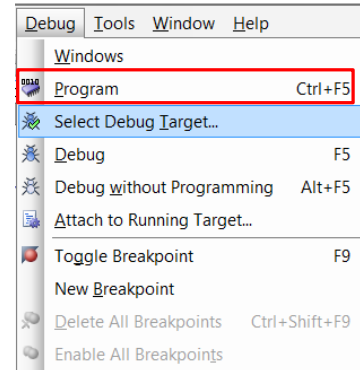 Debug Tools Window Help
Windows
Program Ctrl+F5
Select Debug Target...
Debug F5
Debug without Programming Alt+F5
Attach to Running Target...
Toggle Breakpoint F9
New Breakpoint
Delete All Breakpoints Ctrl+Shift+F9
Enable All Breakpoints